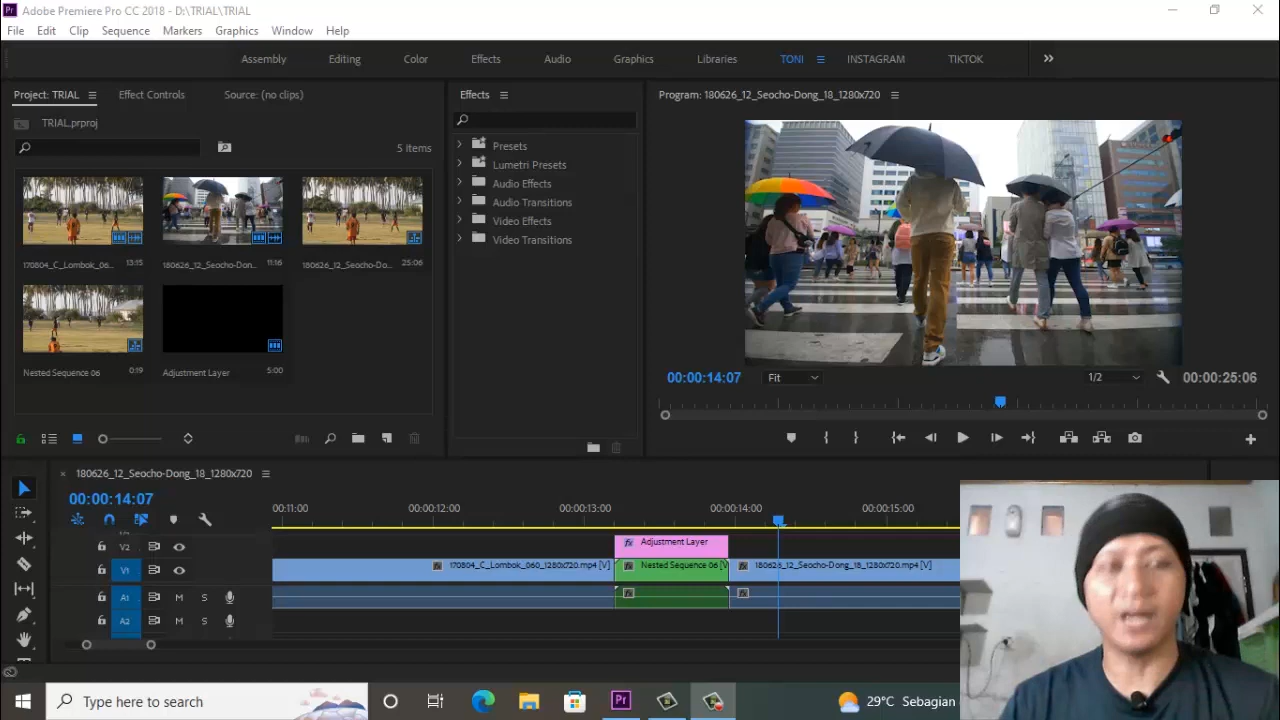 Adobe Premiere Pro CC 2018 - D:\TRIAL\TRIAL
File Edit Clip Sequence Markers Graphics Window Help
Assembly Editing Color Effects Audio Graphics Libraries TONI INSTAGRAM TIKTOK
Project: TRIAL Effect Controls Source: (no clips)
TRIAL.prproj
5 Items
170804_C_Lombok_06... 13:15
180626_12_Seocho-Don... 11:16
180626_12_Seocho-Do... 25:06
Nested Sequence 06 0:19
Adjustment Layer 5:00
Effects
Presets
Lumetri Presets
Audio Effects
Audio Transitions
Video Effects
Video Transitions
Program: 180626_12_Seocho-Dong_18_1280x720
00:00:14:07 Fit 1/2 00:00:25:06
180626_12_Seocho-Dong_18_1280x720
00:00:14:07
00:11:00 00:00:12:00 00:00:13:00 00:00:14:00 00:00:15:00
V2 Adjustment Layer
V1 170804_C_Lombok_060_1280x720.mp4 [V] Nested Sequence 06 [V 180626_12_Seocho-Dong_18_1280x720.mp4 [V]
A1 M S
A2 M S
Type here to search
Pr
29°C Sebagian